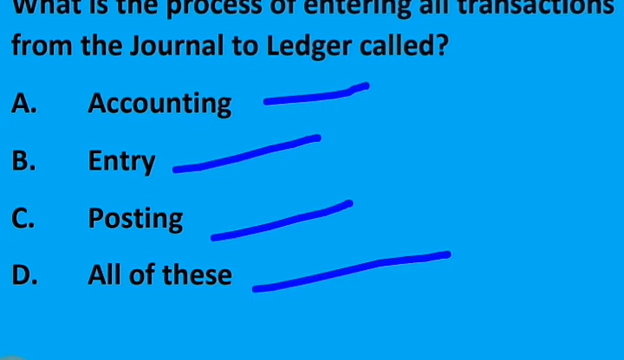 What is the process of entering all transactions
from the Journal to Ledger called?
A. Accounting
B. Entry
C. Posting
D. All of these